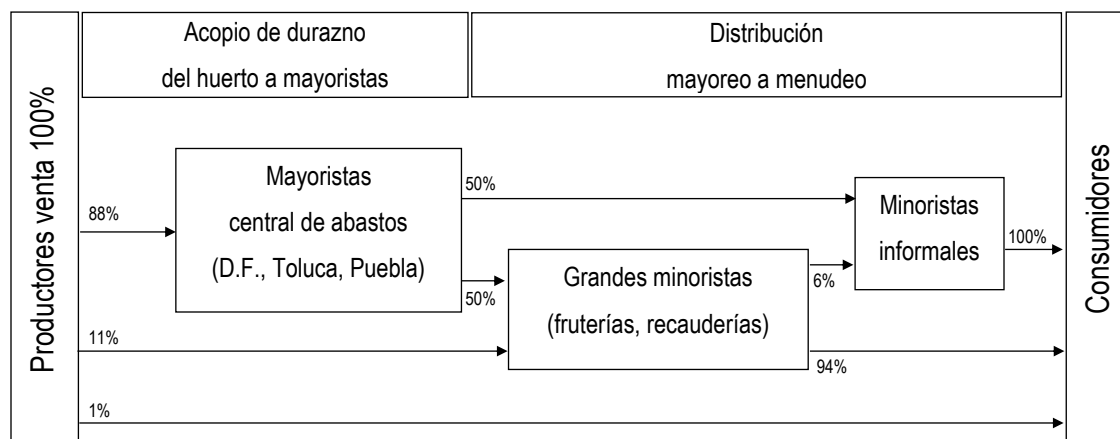 Productores venta 100%
Acopio de durazno
del huerto a mayoristas
Distribución
mayoreo a menudeo
Consumidores
88%
Mayoristas
central de abastos
(D.F., Toluca, Puebla)
50%
50%
Grandes minoristas
(fruterías, recauderías)
6%
94%
Minoristas
informales
100%
11%
1%